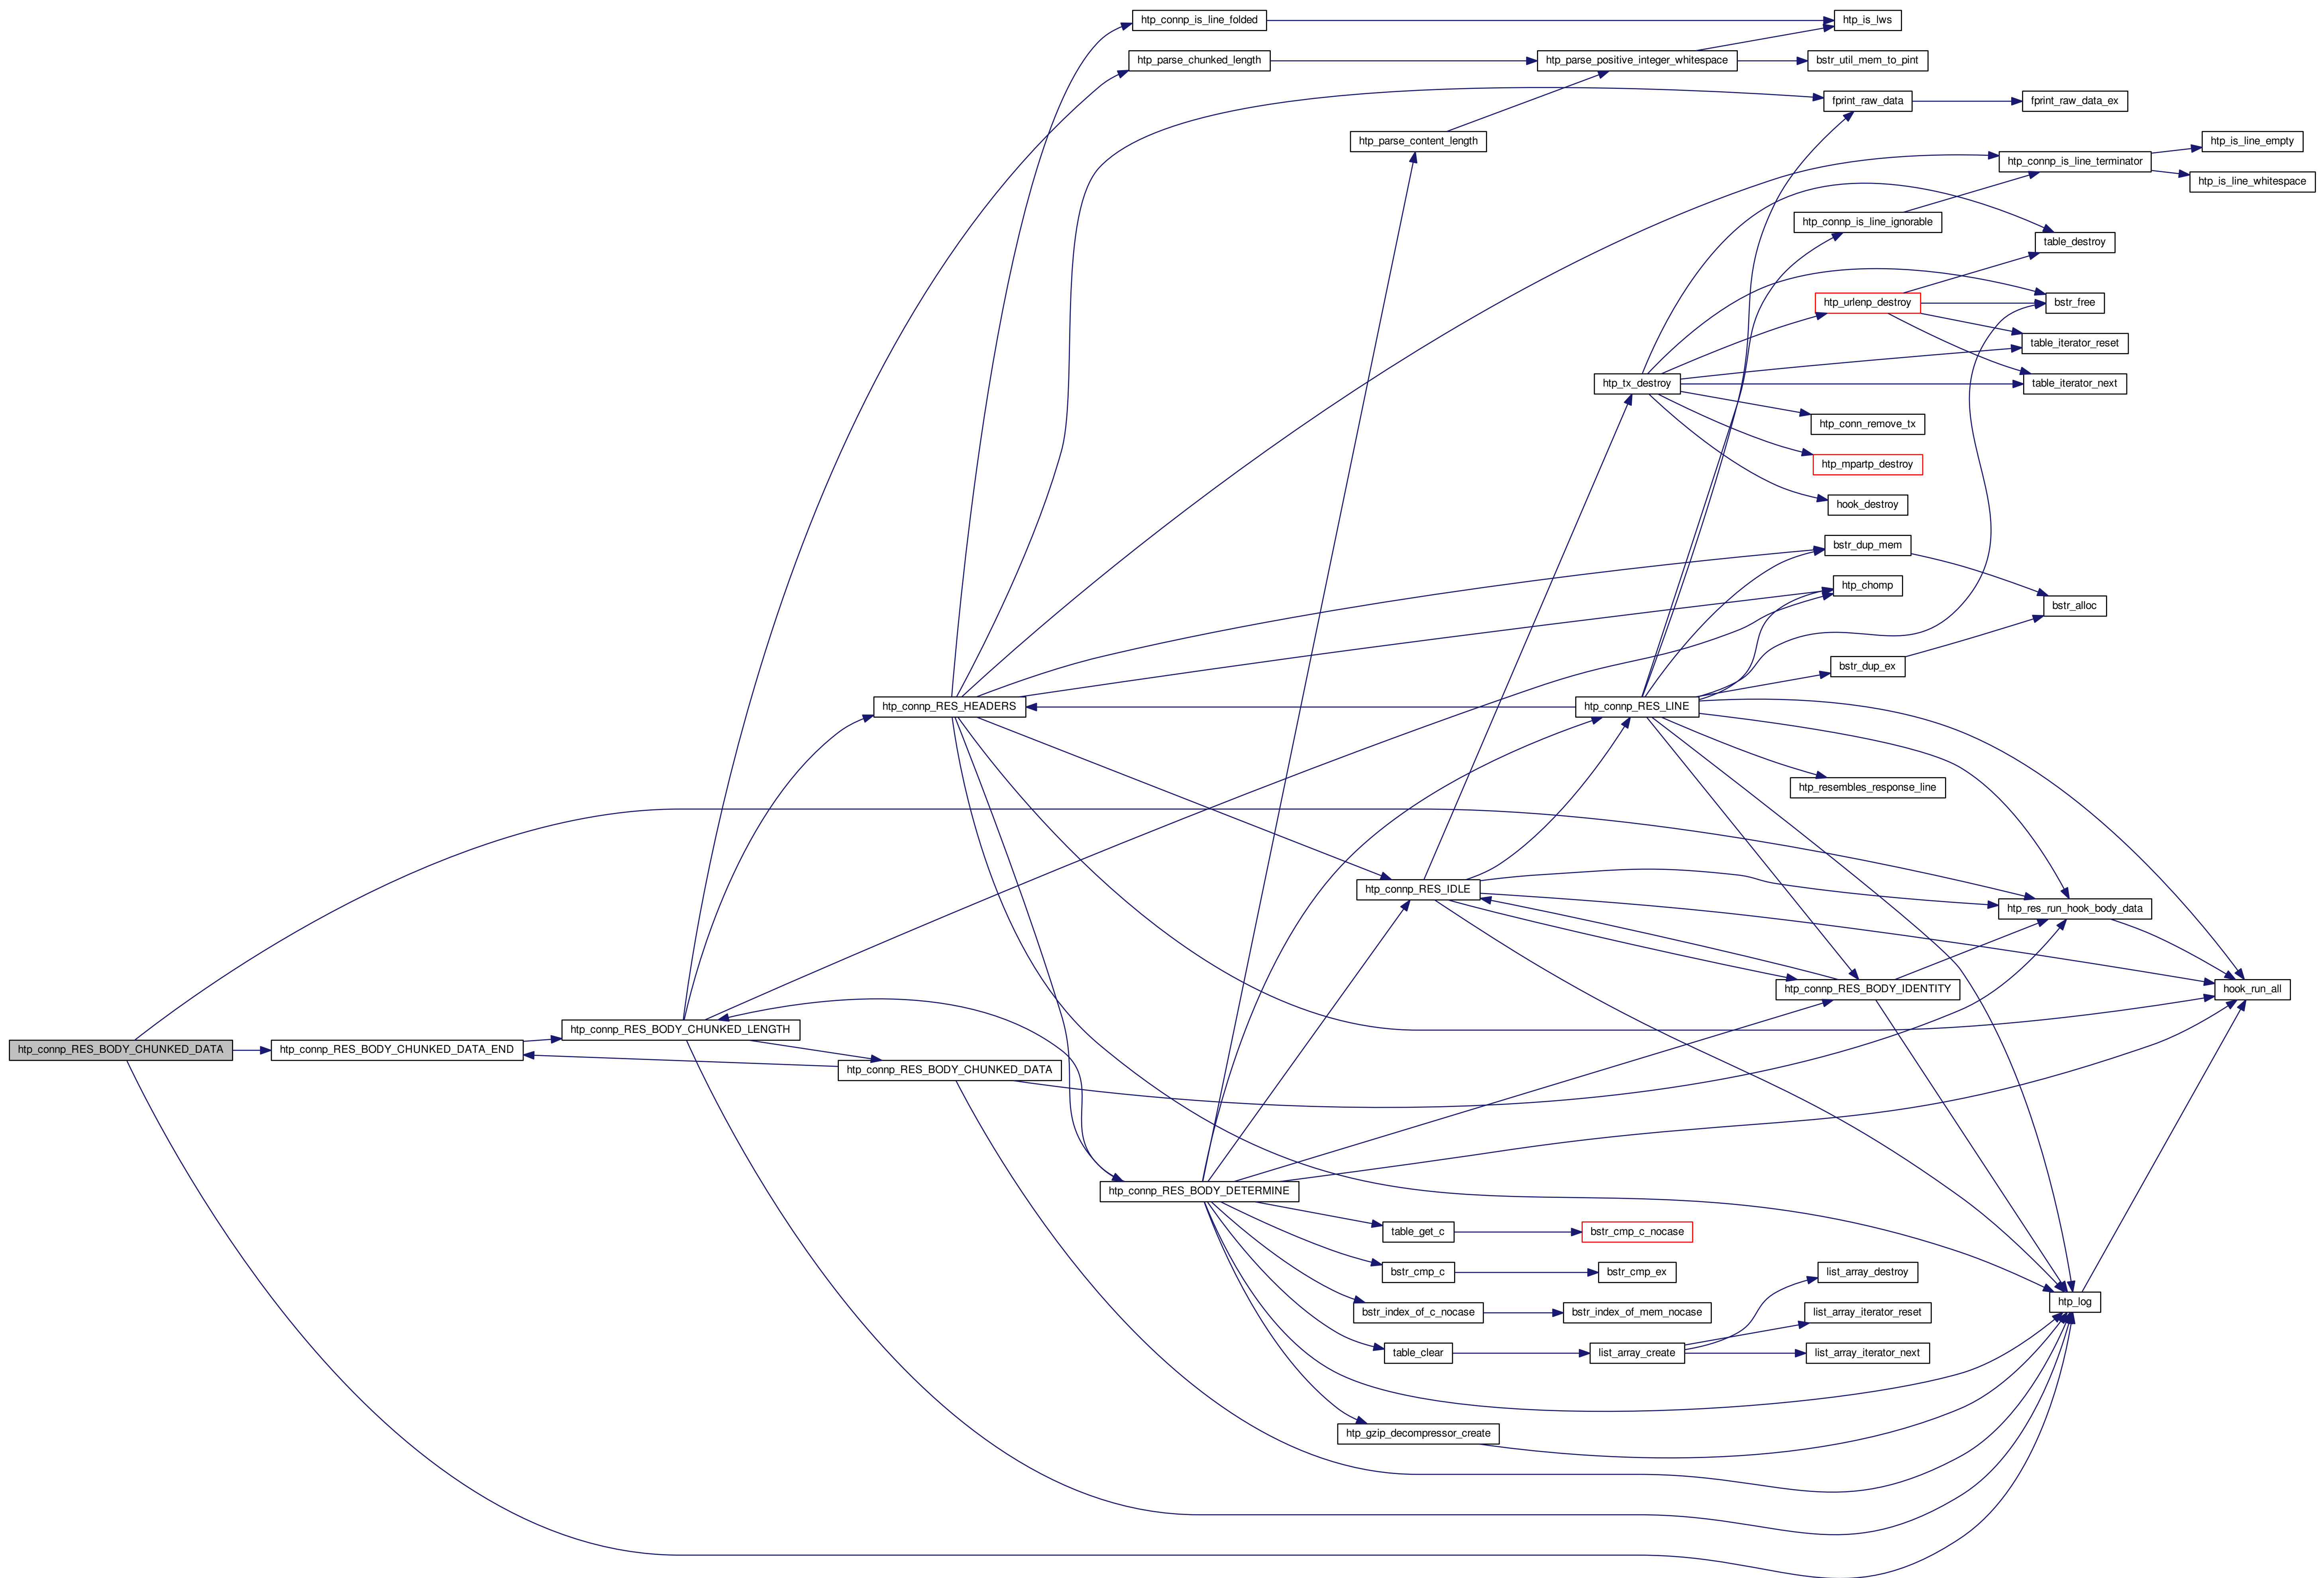 htp_connp_is_line_folded
htp_is_lws
htp_parse_chunked_length
htp_parse_positive_integer_whitespace
bstr_util_mem_to_pint
fprint_raw_data
fprint_raw_data_ex
htp_parse_content_length
htp_is_line_empty
htp_connp_is_line_terminator
htp_is_line_whitespace
htp_connp_is_line_ignorable
table_destroy
htp_urlenp_destroy
bstr_free
table_iterator_reset
htp_tx_destroy
table_iterator_next
htp_conn_remove_tx
htp_mpartp_destroy
hook_destroy
bstr_dup_mem
htp_chomp
bstr_alloc
bstr_dup_ex
htp_connp_RES_HEADERS
htp_connp_RES_LINE
htp_resembles_response_line
htp_connp_RES_IDLE
htp_res_run_hook_body_data
htp_connp_RES_BODY_IDENTITY
hook_run_all
htp_connp_RES_BODY_CHUNKED_LENGTH
htp_connp_RES_BODY_CHUNKED_DATA
htp_connp_RES_BODY_CHUNKED_DATA_END
htp_connp_RES_BODY_CHUNKED_DATA
htp_connp_RES_BODY_DETERMINE
table_get_c
bstr_cmp_c_nocase
bstr_cmp_c
bstr_cmp_ex
list_array_destroy
htp_log
bstr_index_of_c_nocase
bstr_index_of_mem_nocase
list_array_iterator_reset
table_clear
list_array_create
list_array_iterator_next
htp_gzip_decompressor_create